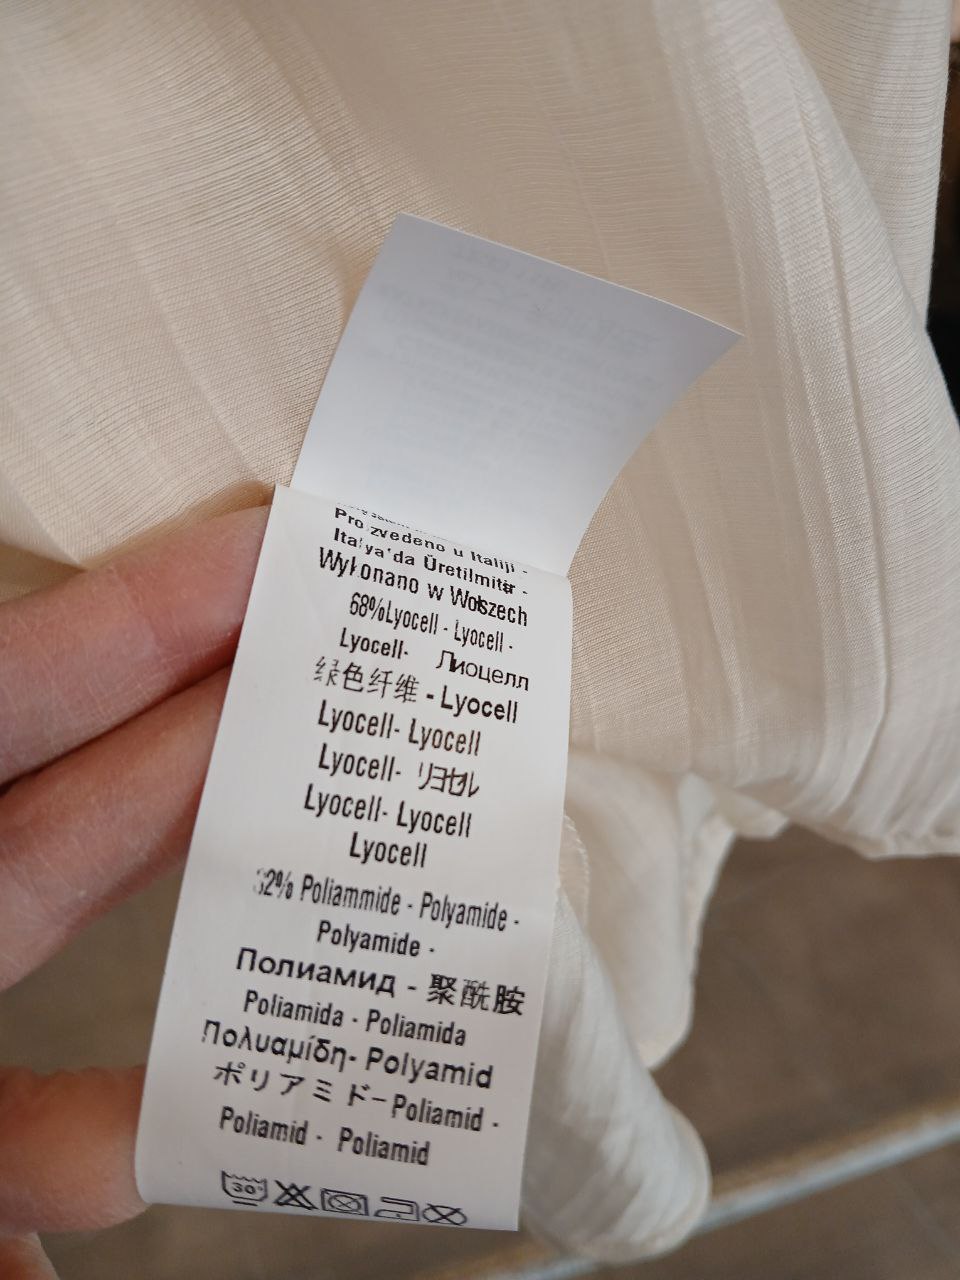 Proizvedeno u Italiji -
Italya'da Üretilmiştir -
Wykonano w Włoszech
68%Lyocell - Lyocell -
Lyocell- Лиоцелл
绿色纤维 - Lyocell
Lyocell- Lyocell
Lyocell- リヨセル
Lyocell- Lyocell
Lyocell
32% Poliammide - Polyamide -
Polyamide -
Полиамид - 聚酰胺
Poliamida - Poliamida
Πολυαμίδη- Polyamid
ポリアミド- Poliamid -
Poliamid - Poliamid
30°